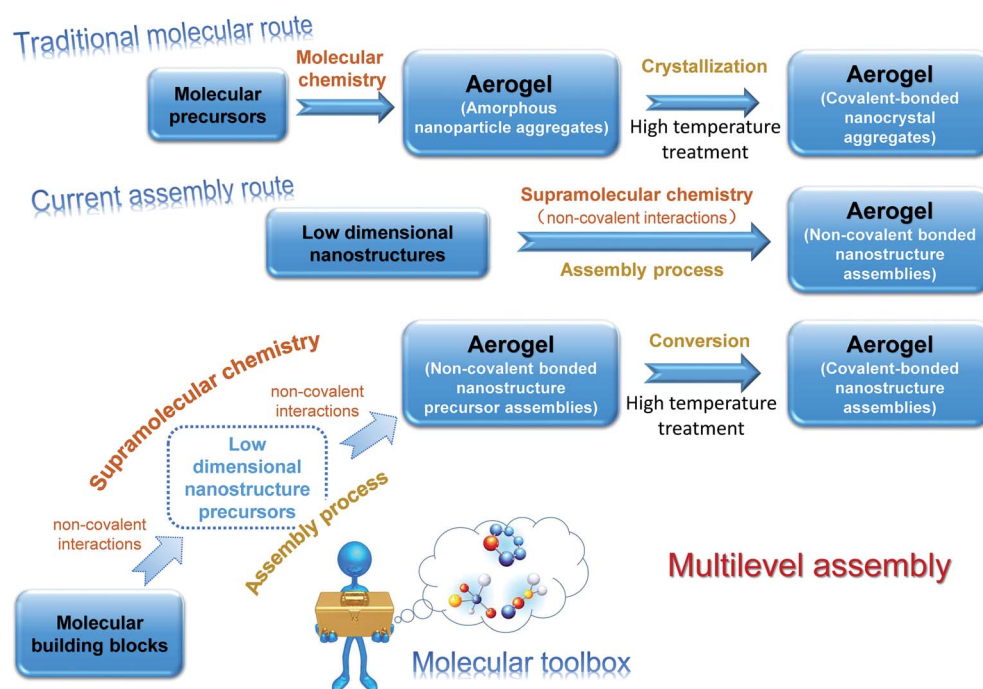 Traditional molecular route
Molecular
precursors
Molecular
chemistry
Aerogel
(Amorphous
nanoparticle aggregates)
Crystallization
High temperature
treatment
Aerogel
(Covalent-bonded
nanocrystal
aggregates)
Current assembly route
Low dimensional
nanostructures
Supramolecular chemistry
(non-covalent interactions)
Assembly process
Aerogel
(Non-covalent bonded
nanostructure
assemblies)
Molecular
building blocks
non-covalent
interactions
Supramolecular chemistry
Low
dimensional
nanostructure
precursors
Assembly process
non-covalent
interactions
Aerogel
(Non-covalent bonded
nanostructure
precursor assemblies)
Conversion
High temperature
treatment
Aerogel
(Covalent-bonded
nanostructure
assemblies)
Multilevel assembly
Molecular toolbox